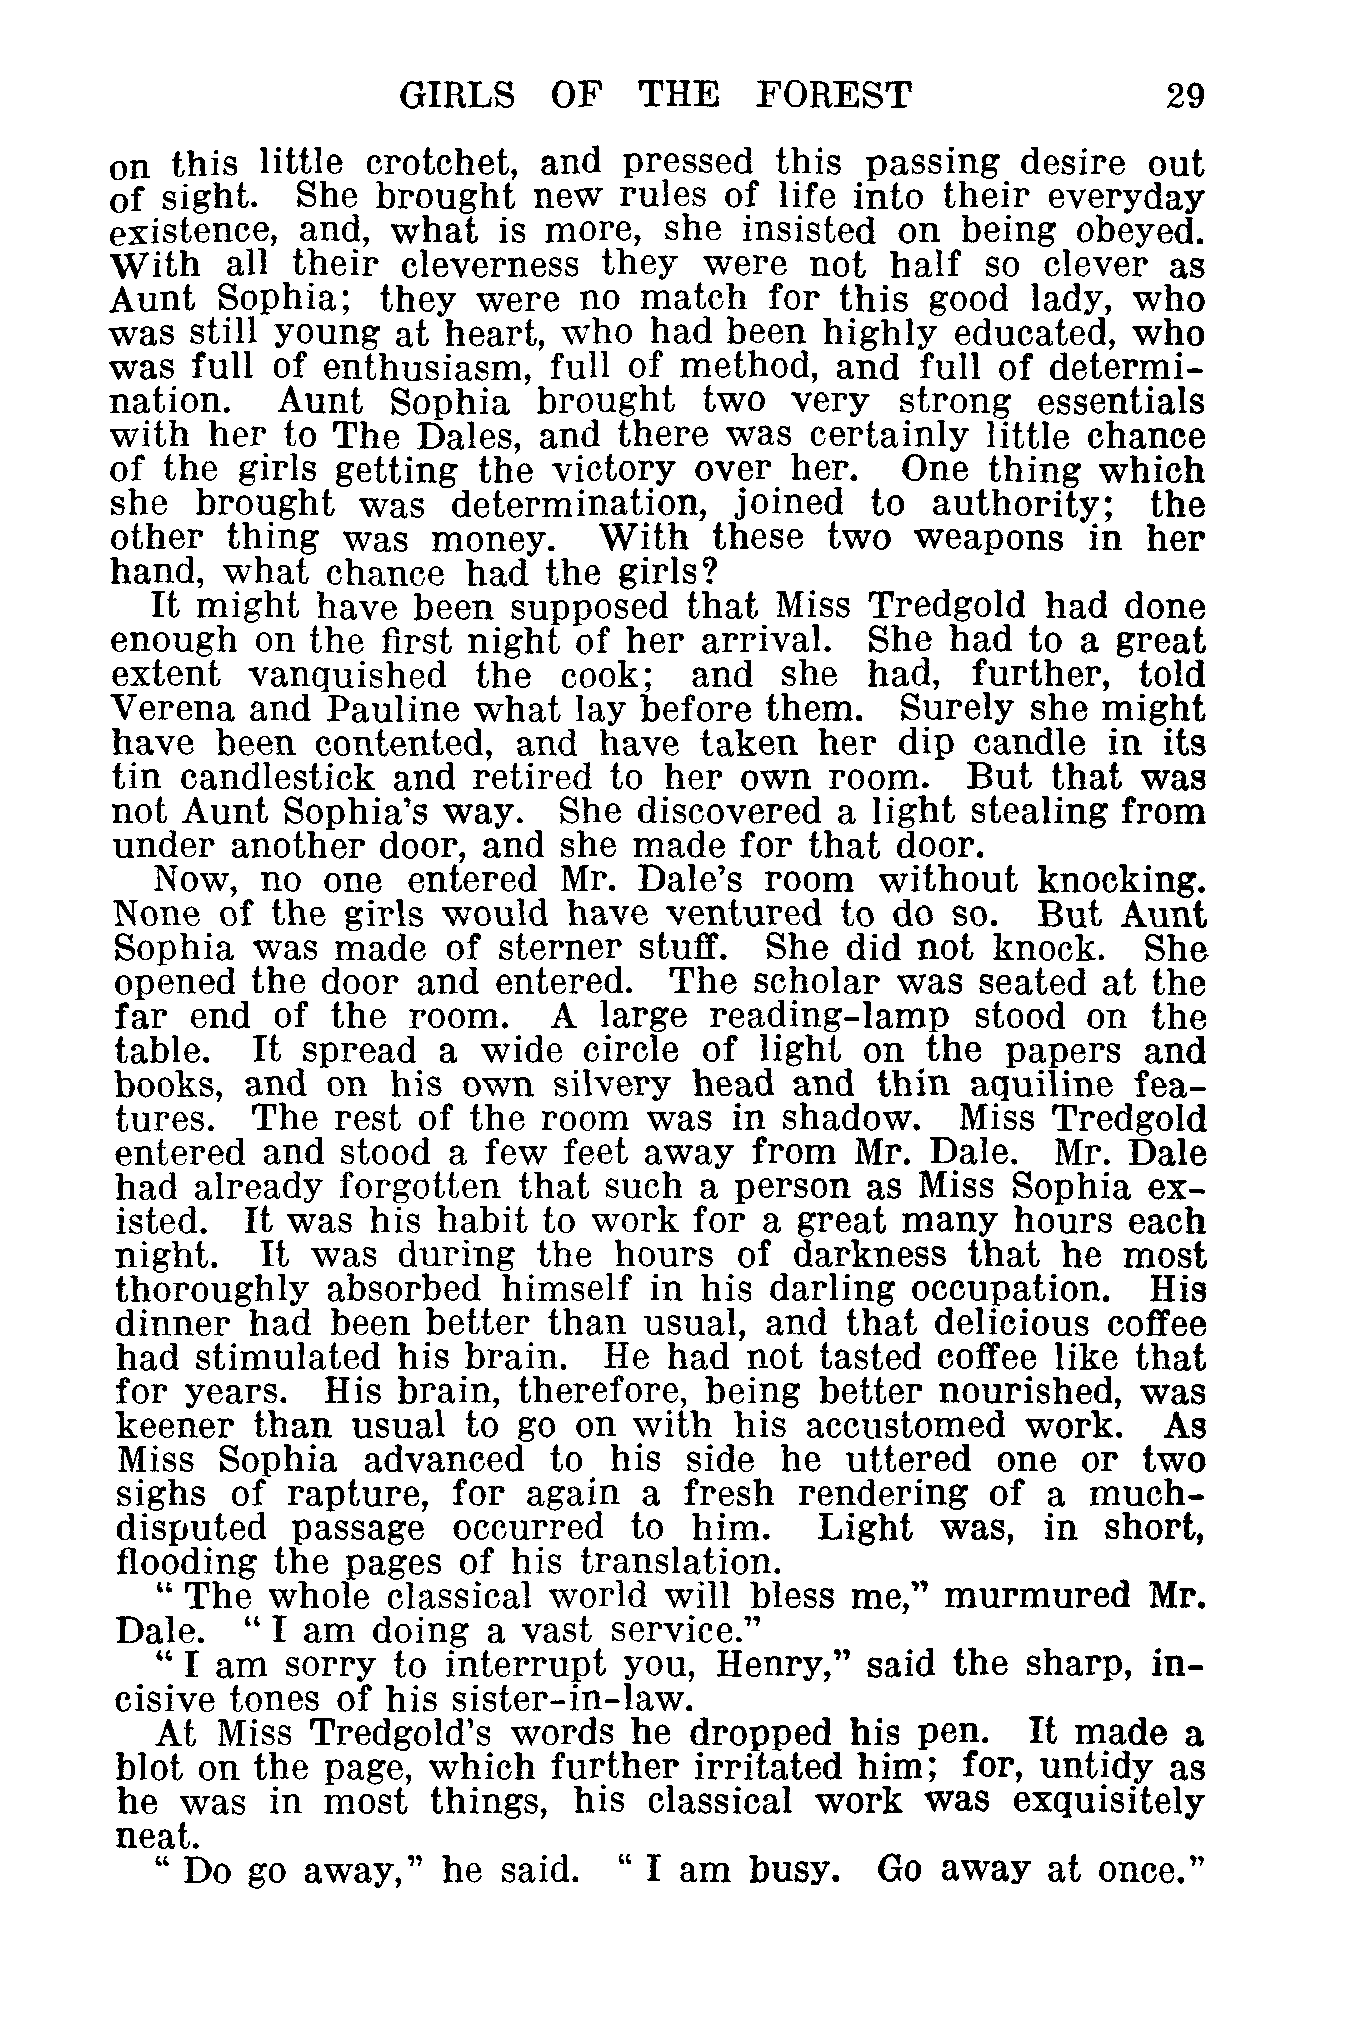 GIRLS OF THE FOREST 29
on this little crotchet, and pressed this passing desire out
of sight. She brought new rules of life into their everyday
existence, and, what is more, she insisted on being obeyed.
With all their cleverness they were not half so clever as
Aunt Sophia; they were no match for this good lady, who
was still young at heart, who had been highly educated, who
was full of enthusiasm, full of method, and full of determi-
nation. Aunt Sophia brought two very strong essentials
with her to The Dales, and there was certainly little chance
of the girls getting the victory over her. One thing which
she brought was determination, joined to authority; the
other thing was money. With these two weapons in her
hand, what chance had the girls?
It might have been supposed that Miss Tredgold had done
enough on the first night of her arrival. She had to a great
extent vanquished the cook; and she had, further, told
Verena and Pauline what lay before them. Surely she might
have been contented, and have taken her dip candle in its
tin candlestick and retired to her own room. But that was
not Aunt Sophia's way. She discovered a light stealing from
under another door, and she made for that door.
Now, no one entered Mr. Dale's room without knocking.
None of the girls would have ventured to do so. But Aunt
Sophia was made of sterner stuff. She did not knock. She
opened the door and entered. The scholar was seated at the
far end of the room. A large reading-lamp stood on the
table. It spread a wide circle of light on the papers and
books, and on his own silvery head and thin aquiline fea-
tures. The rest of the room was in shadow. Miss Tredgold
entered and stood a few feet away from Mr. Dale. Mr. Dale
had already forgotten that such a person as Miss Sophia ex-
isted. It was his habit to work for a great many hours each
night. It was during the hours of darkness that he most
thoroughly absorbed himself in his darling occupation. His
dinner had been better than usual, and that delicious coffee
had stimulated his brain. He had not tasted coffee like that
for years. His brain, therefore, being better nourished, was
keener than usual to go on with his accustomed work. As
Miss Sophia advanced to his side he uttered one or two
sighs of rapture, for again a fresh rendering of a much-
disputed passage occurred to him. Light was, in short,
flooding the pages of his translation.
"The whole classical world will bless me," murmured Mr.
Dale. "I am doing a vast service."
"I am sorry to interrupt you, Henry," said the sharp, in-
cisive tones of his sister-in-law.
At Miss Tredgold's words he dropped his pen. It made a
blot on the page, which further irritated him; for, untidy as
he was in most things, his classical work was exquisitely
neat.
"Do go away," he said. "I am busy. Go away at once."